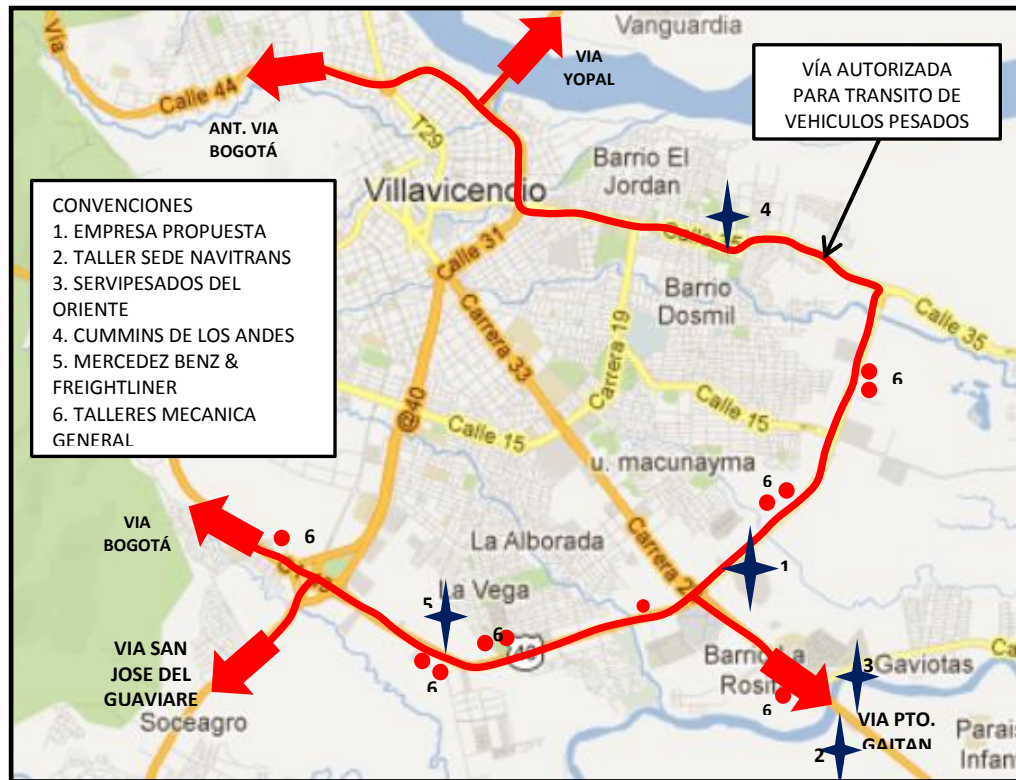 Vanguardia
Vía
VIA
YOPAL
Calle 44
ANT. VIA
BOGOTÁ
T29
VÍA AUTORIZADA
PARA TRANSITO DE
VEHICULOS PESADOS
Barrio El
Jordan
Villavicencio
4
CONVENCIONES
1. EMPRESA PROPUESTA
2. TALLER SEDE NAVITRANS
3. SERVIPESADOS DEL
ORIENTE
4. CUMMINS DE LOS ANDES
5. MERCEDEZ BENZ &
FREIGHTLINER
6. TALLERES MECANICA
GENERAL
Calle 31
Calle 35
Barrio
Dosmil
Carrera 33
Carrera 19
Calle 35
6
@40
Calle 15
Calle 15
u. macunayma
6
VIA
BOGOTÁ
6
La Alborada
1
La Vega
5
6
6
Barrio La
Gaviotas
3
6
VIA SAN
JOSE DEL
GUAVIARE
Soceagro
VIA PTO.
GAITAN
2